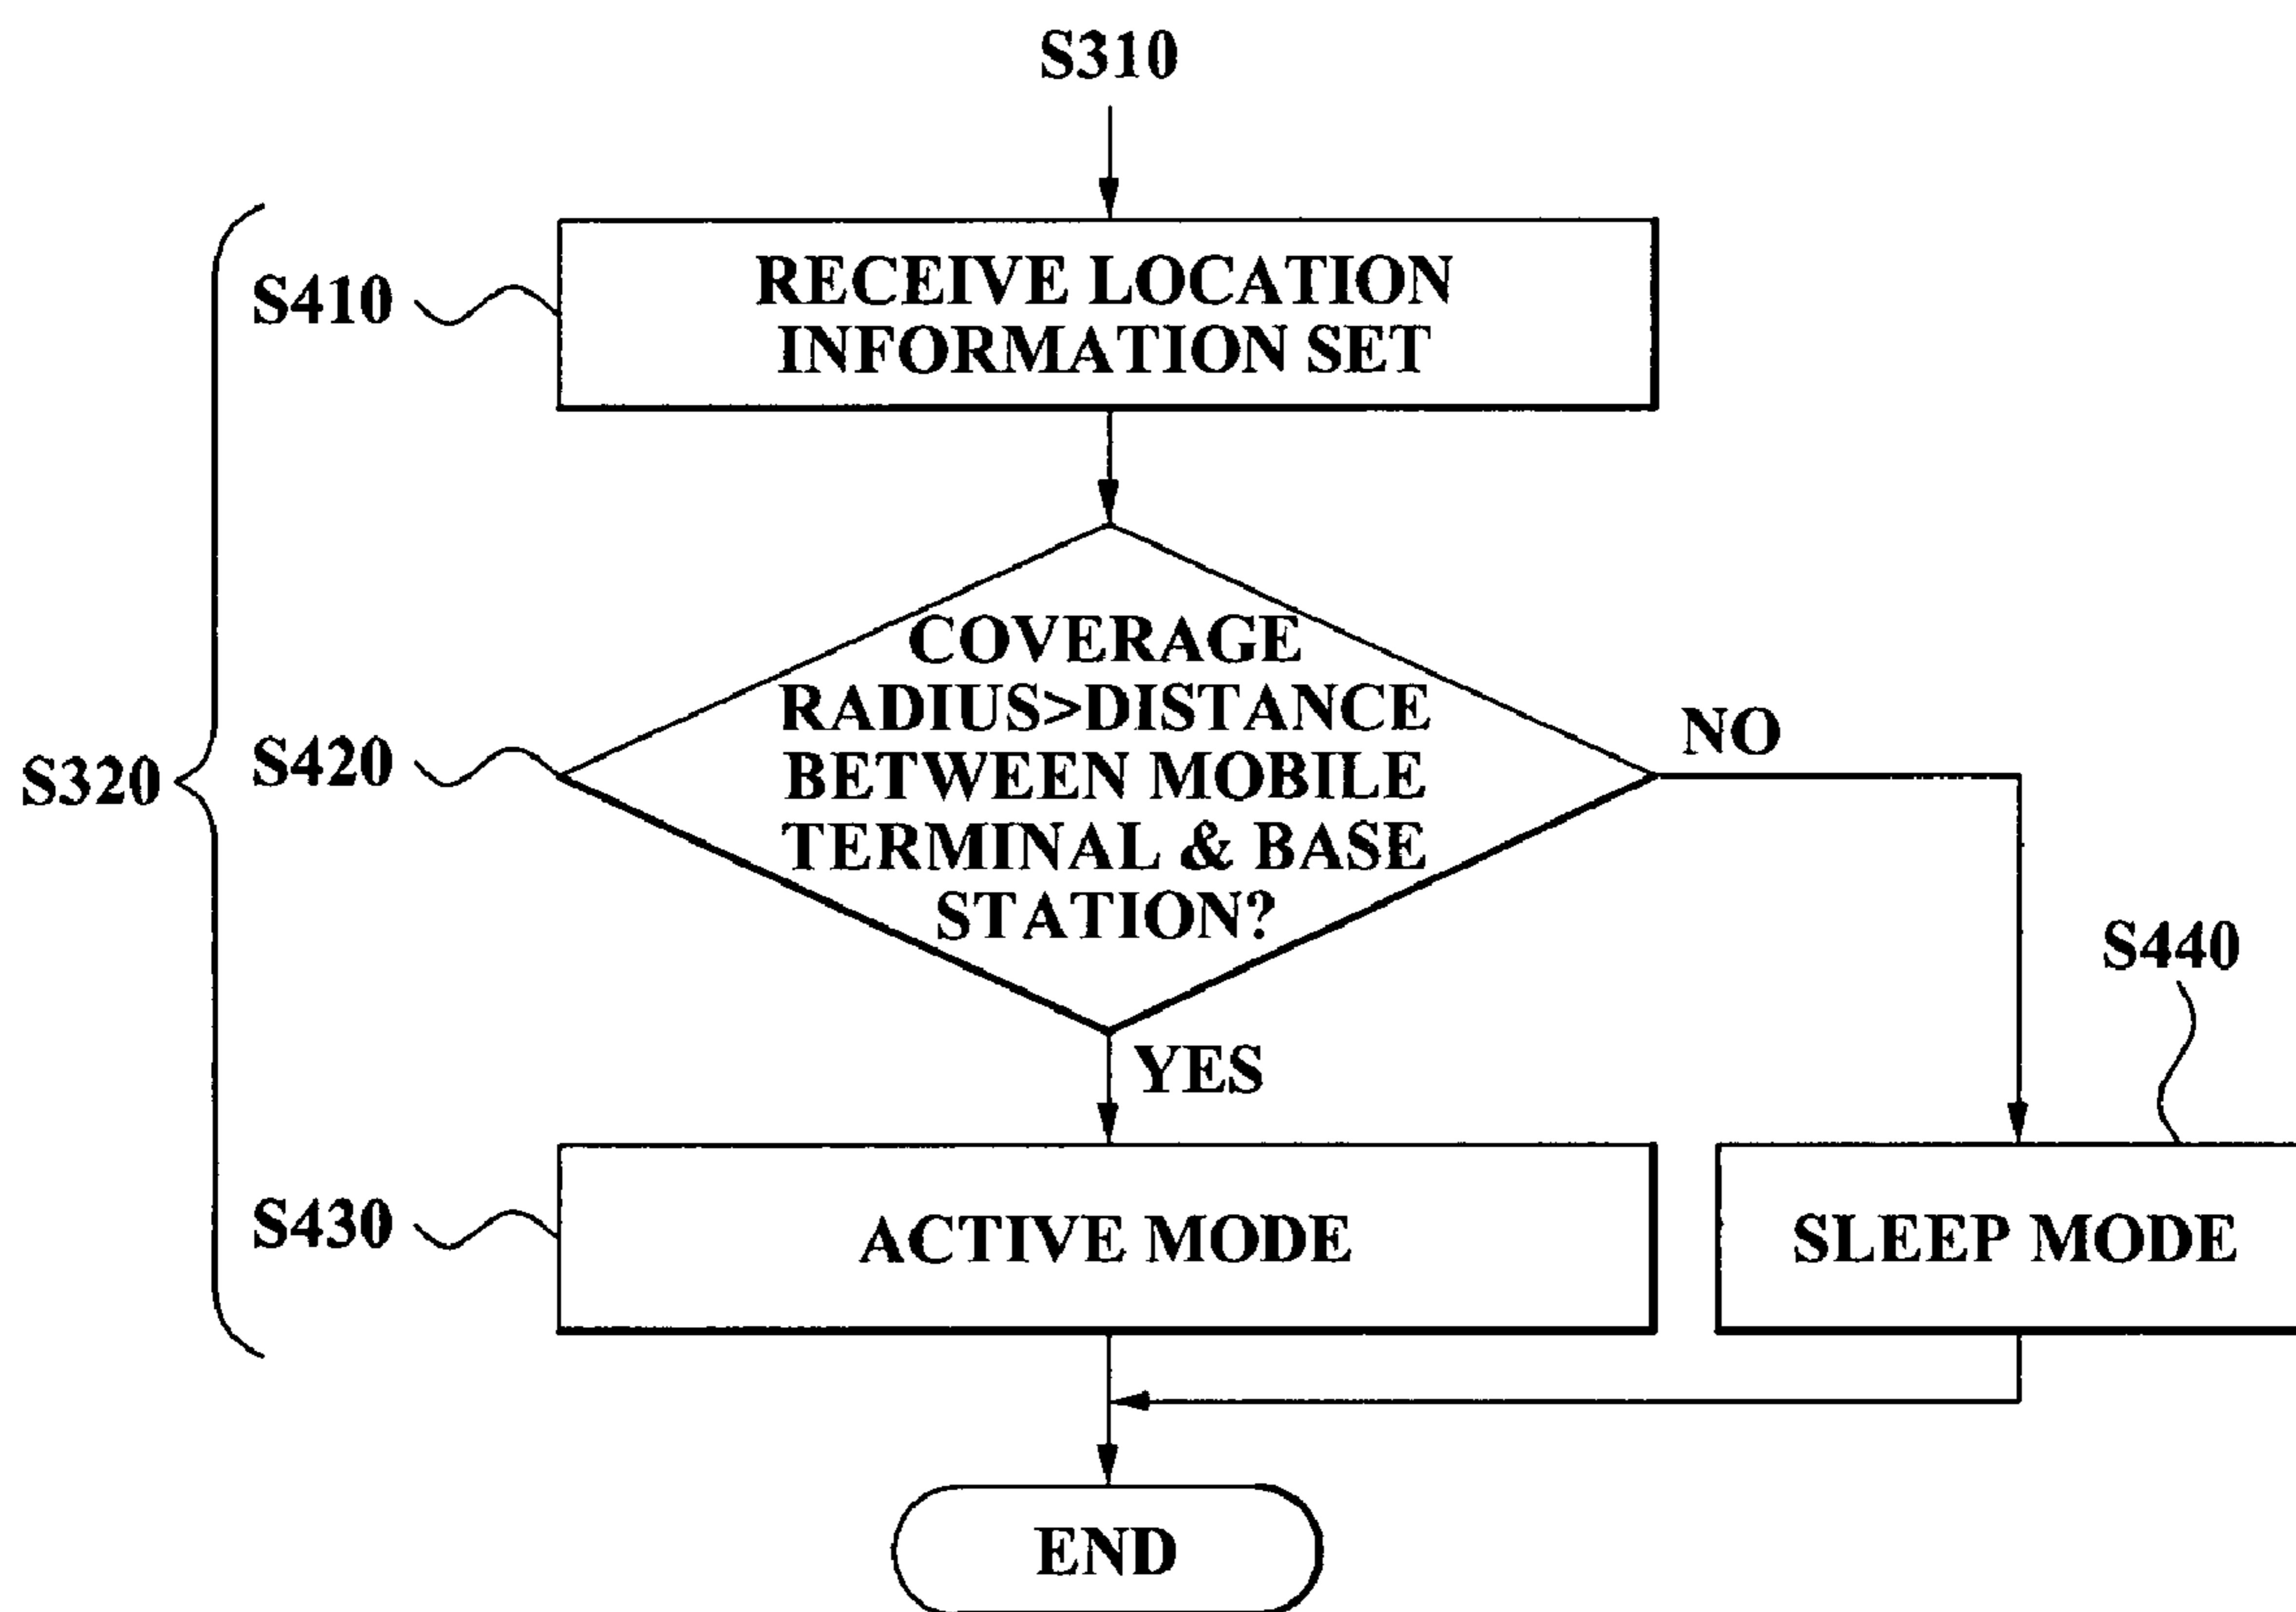 S310
S410
RECEIVE LOCATION
INFORMATION SET
S320
S420
COVERAGE
RADIUS>DISTANCE
BETWEEN MOBILE
TERMINAL & BASE
STATION?
NO
S440
YES
S430
ACTIVE MODE
SLEEP MODE
END